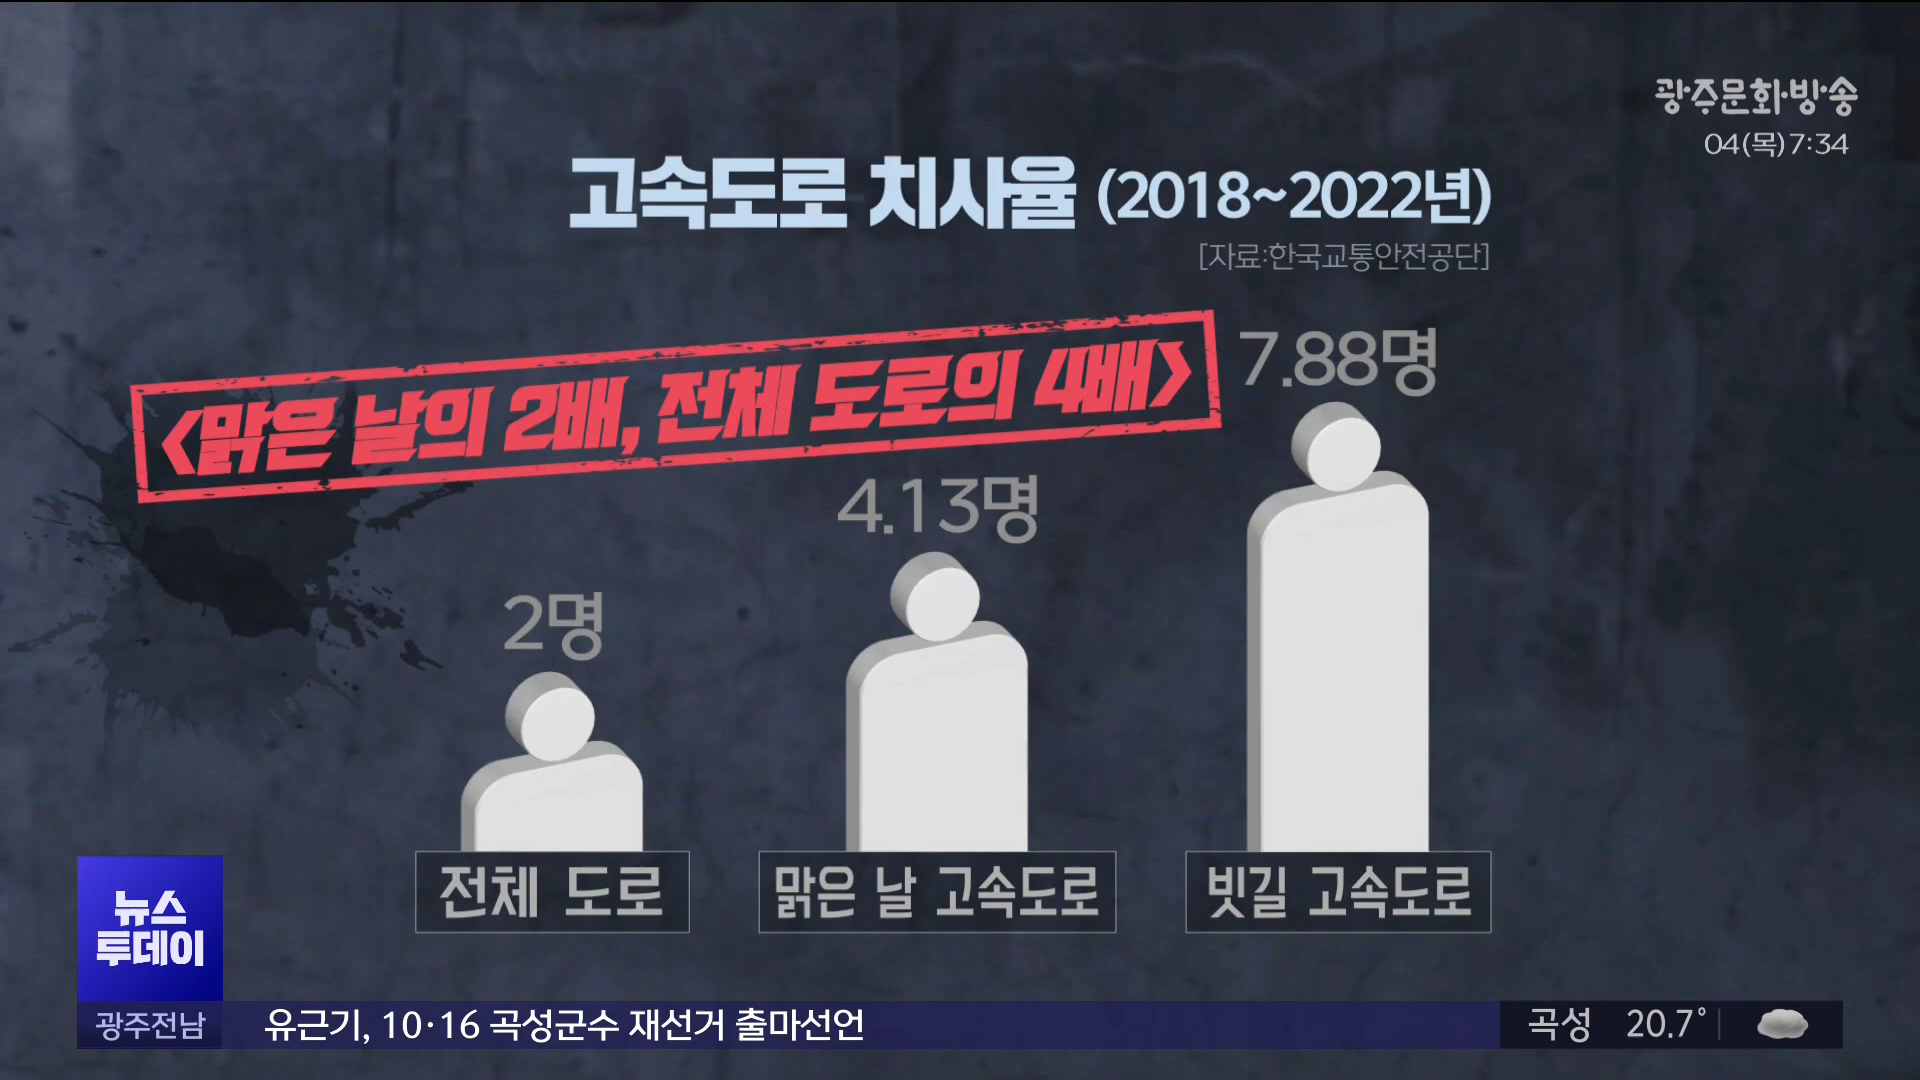 광주문화방송
04(목) 7:34
고속도로 치사율 (2018~2022년)
[자료:한국교통안전공단]
<맑은 날의 2배, 전체 도로의 4배>
7.88명
4.13명
2명
전체 도로
맑은 날 고속도로
빗길 고속도로
뉴스
투데이
광주전남
유근기, 10·16 곡성군수 재선거 출마선언
곡성 20.7°